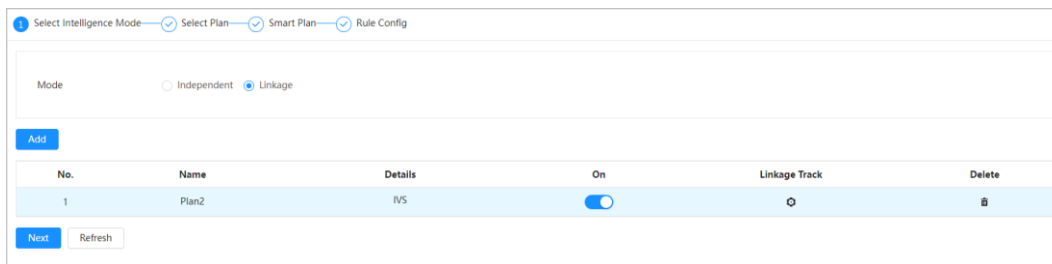 1 Select Intelligence Mode Select Plan Smart Plan Rule Config
Mode Independent Linkage
Add
No. Name Details On Linkage Track Delete
1 Plan2 IVS
Next Refresh